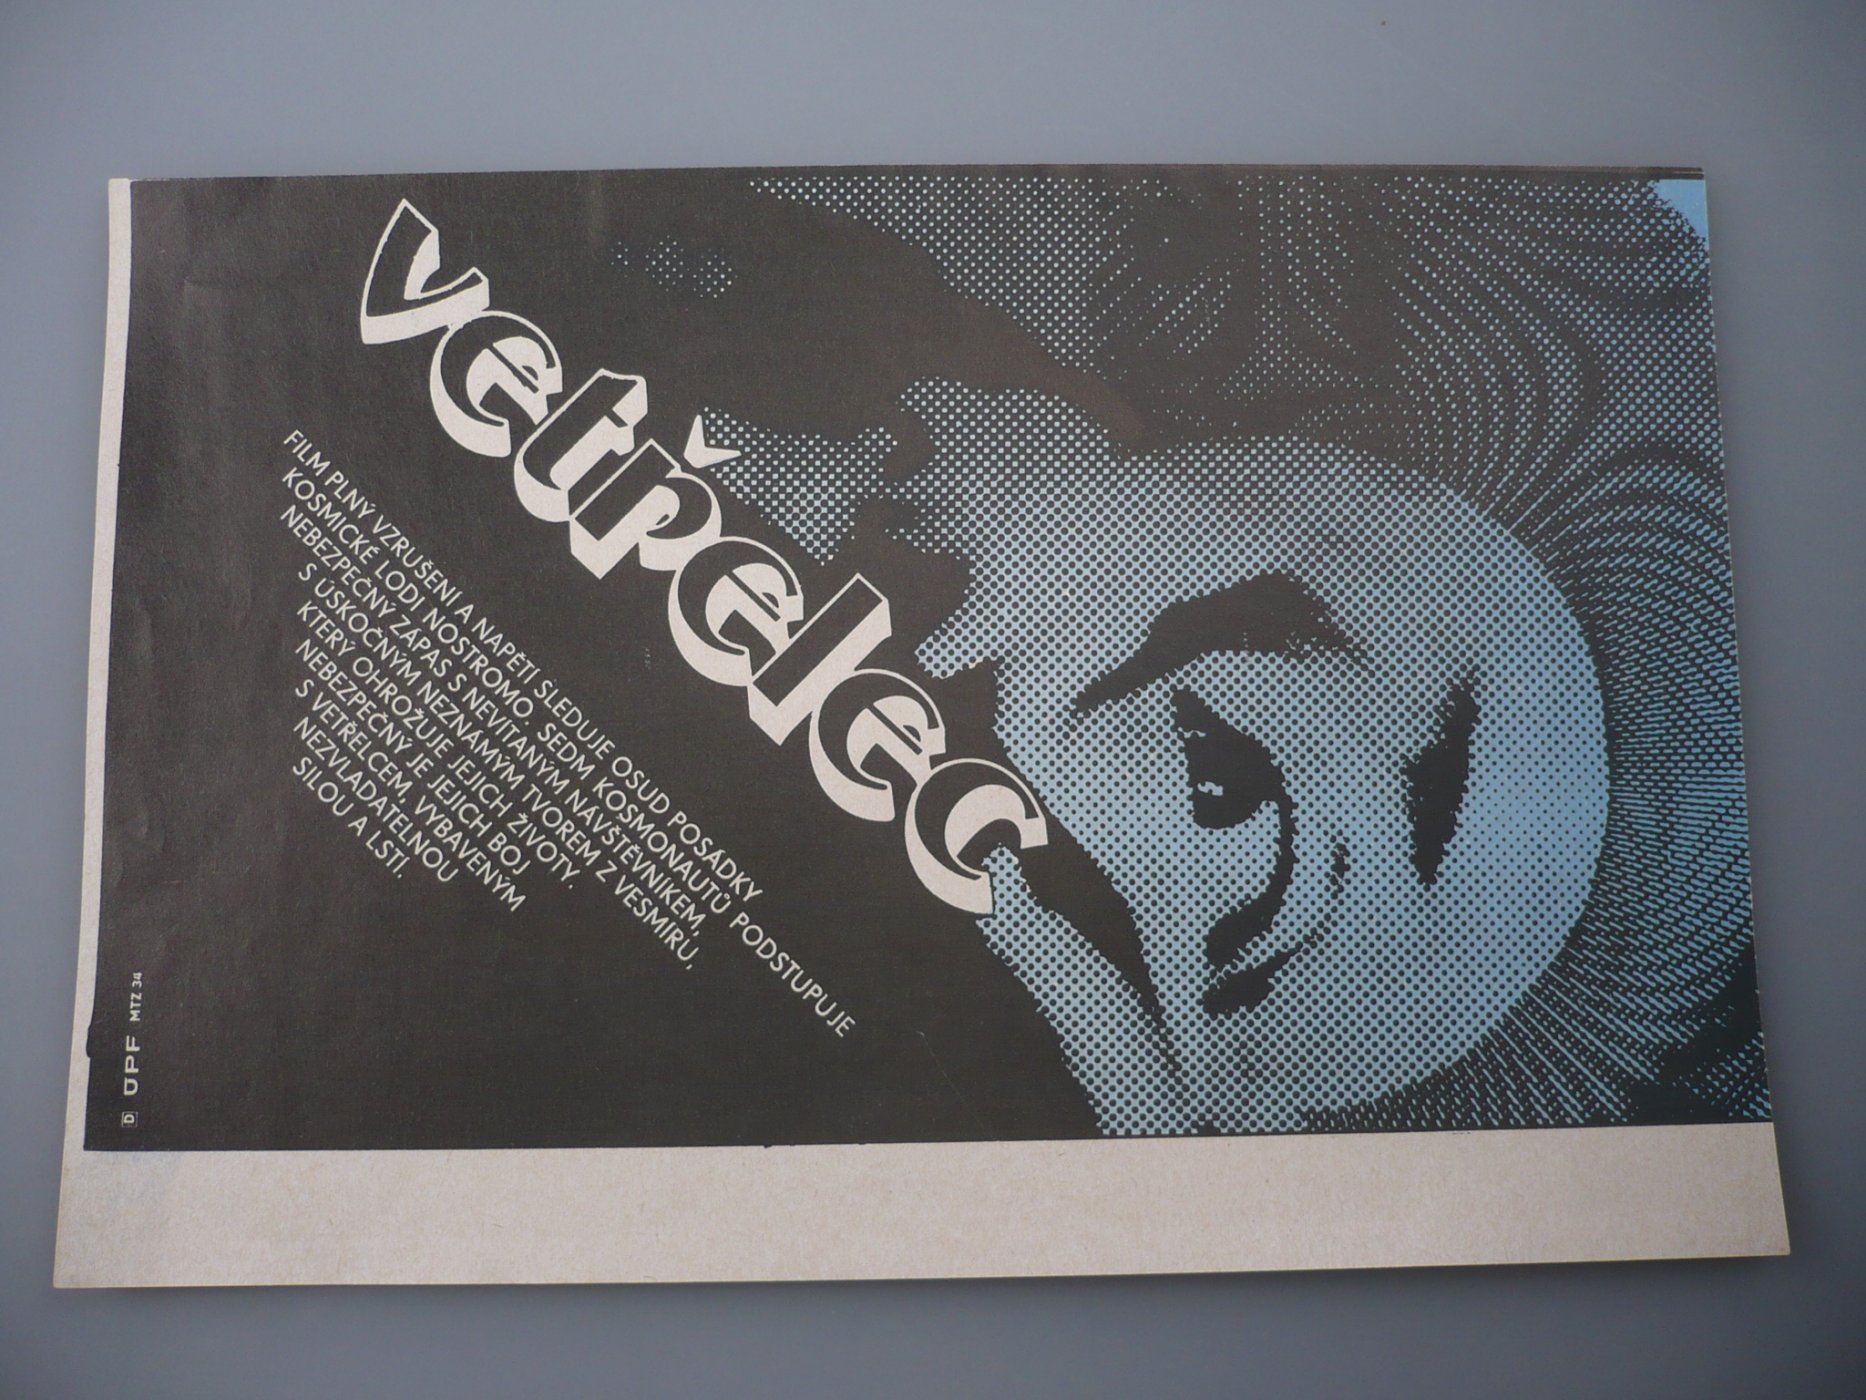 vetřelec
FILM PLNÝ VZRUŠENÍ A NAPĚTÍ SLEDUJE OSUD POSÁDKY
KOSMICKÉ LODI NOSTROMO. SEDM KOSMONAUTŮ PODSTUPUJE
NEBEZPEČNÝ ZÁPAS S NEVÍTANÝM NÁVŠTĚVNÍKEM,
S ÚSKOČNÝM NEZNÁMÝM TVOREM Z VESMÍRU,
KTERÝ OHROŽUJE JEJICH ŽIVOTY.
NEBEZPEČNÝ JE JEJICH BOJ
S VETŘELCEM, VYBAVENÝM
NEZVLADATELNOU
SILOU A LSTÍ.
D ÚPF MTZ 34